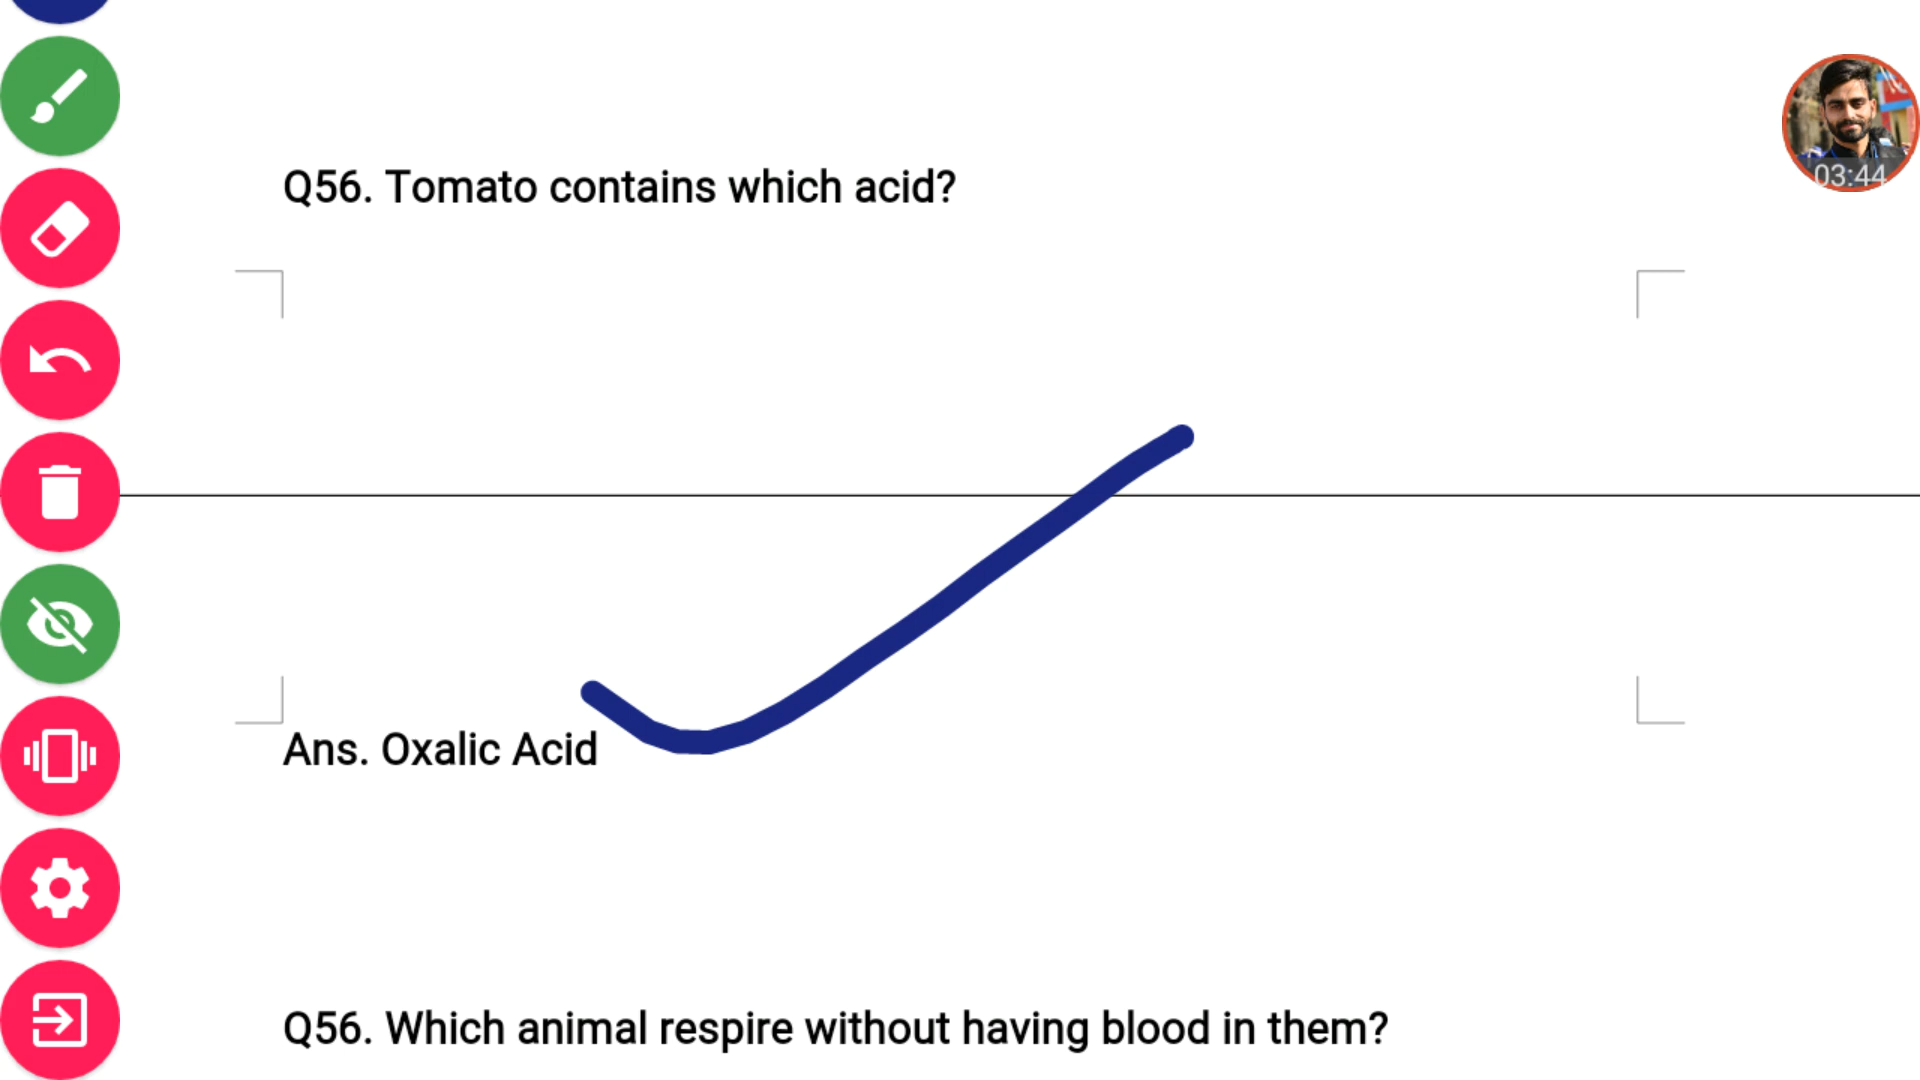 03:44
Q56. Tomato contains which acid?
Ans. Oxalic Acid
Q56. Which animal respire without having blood in them?